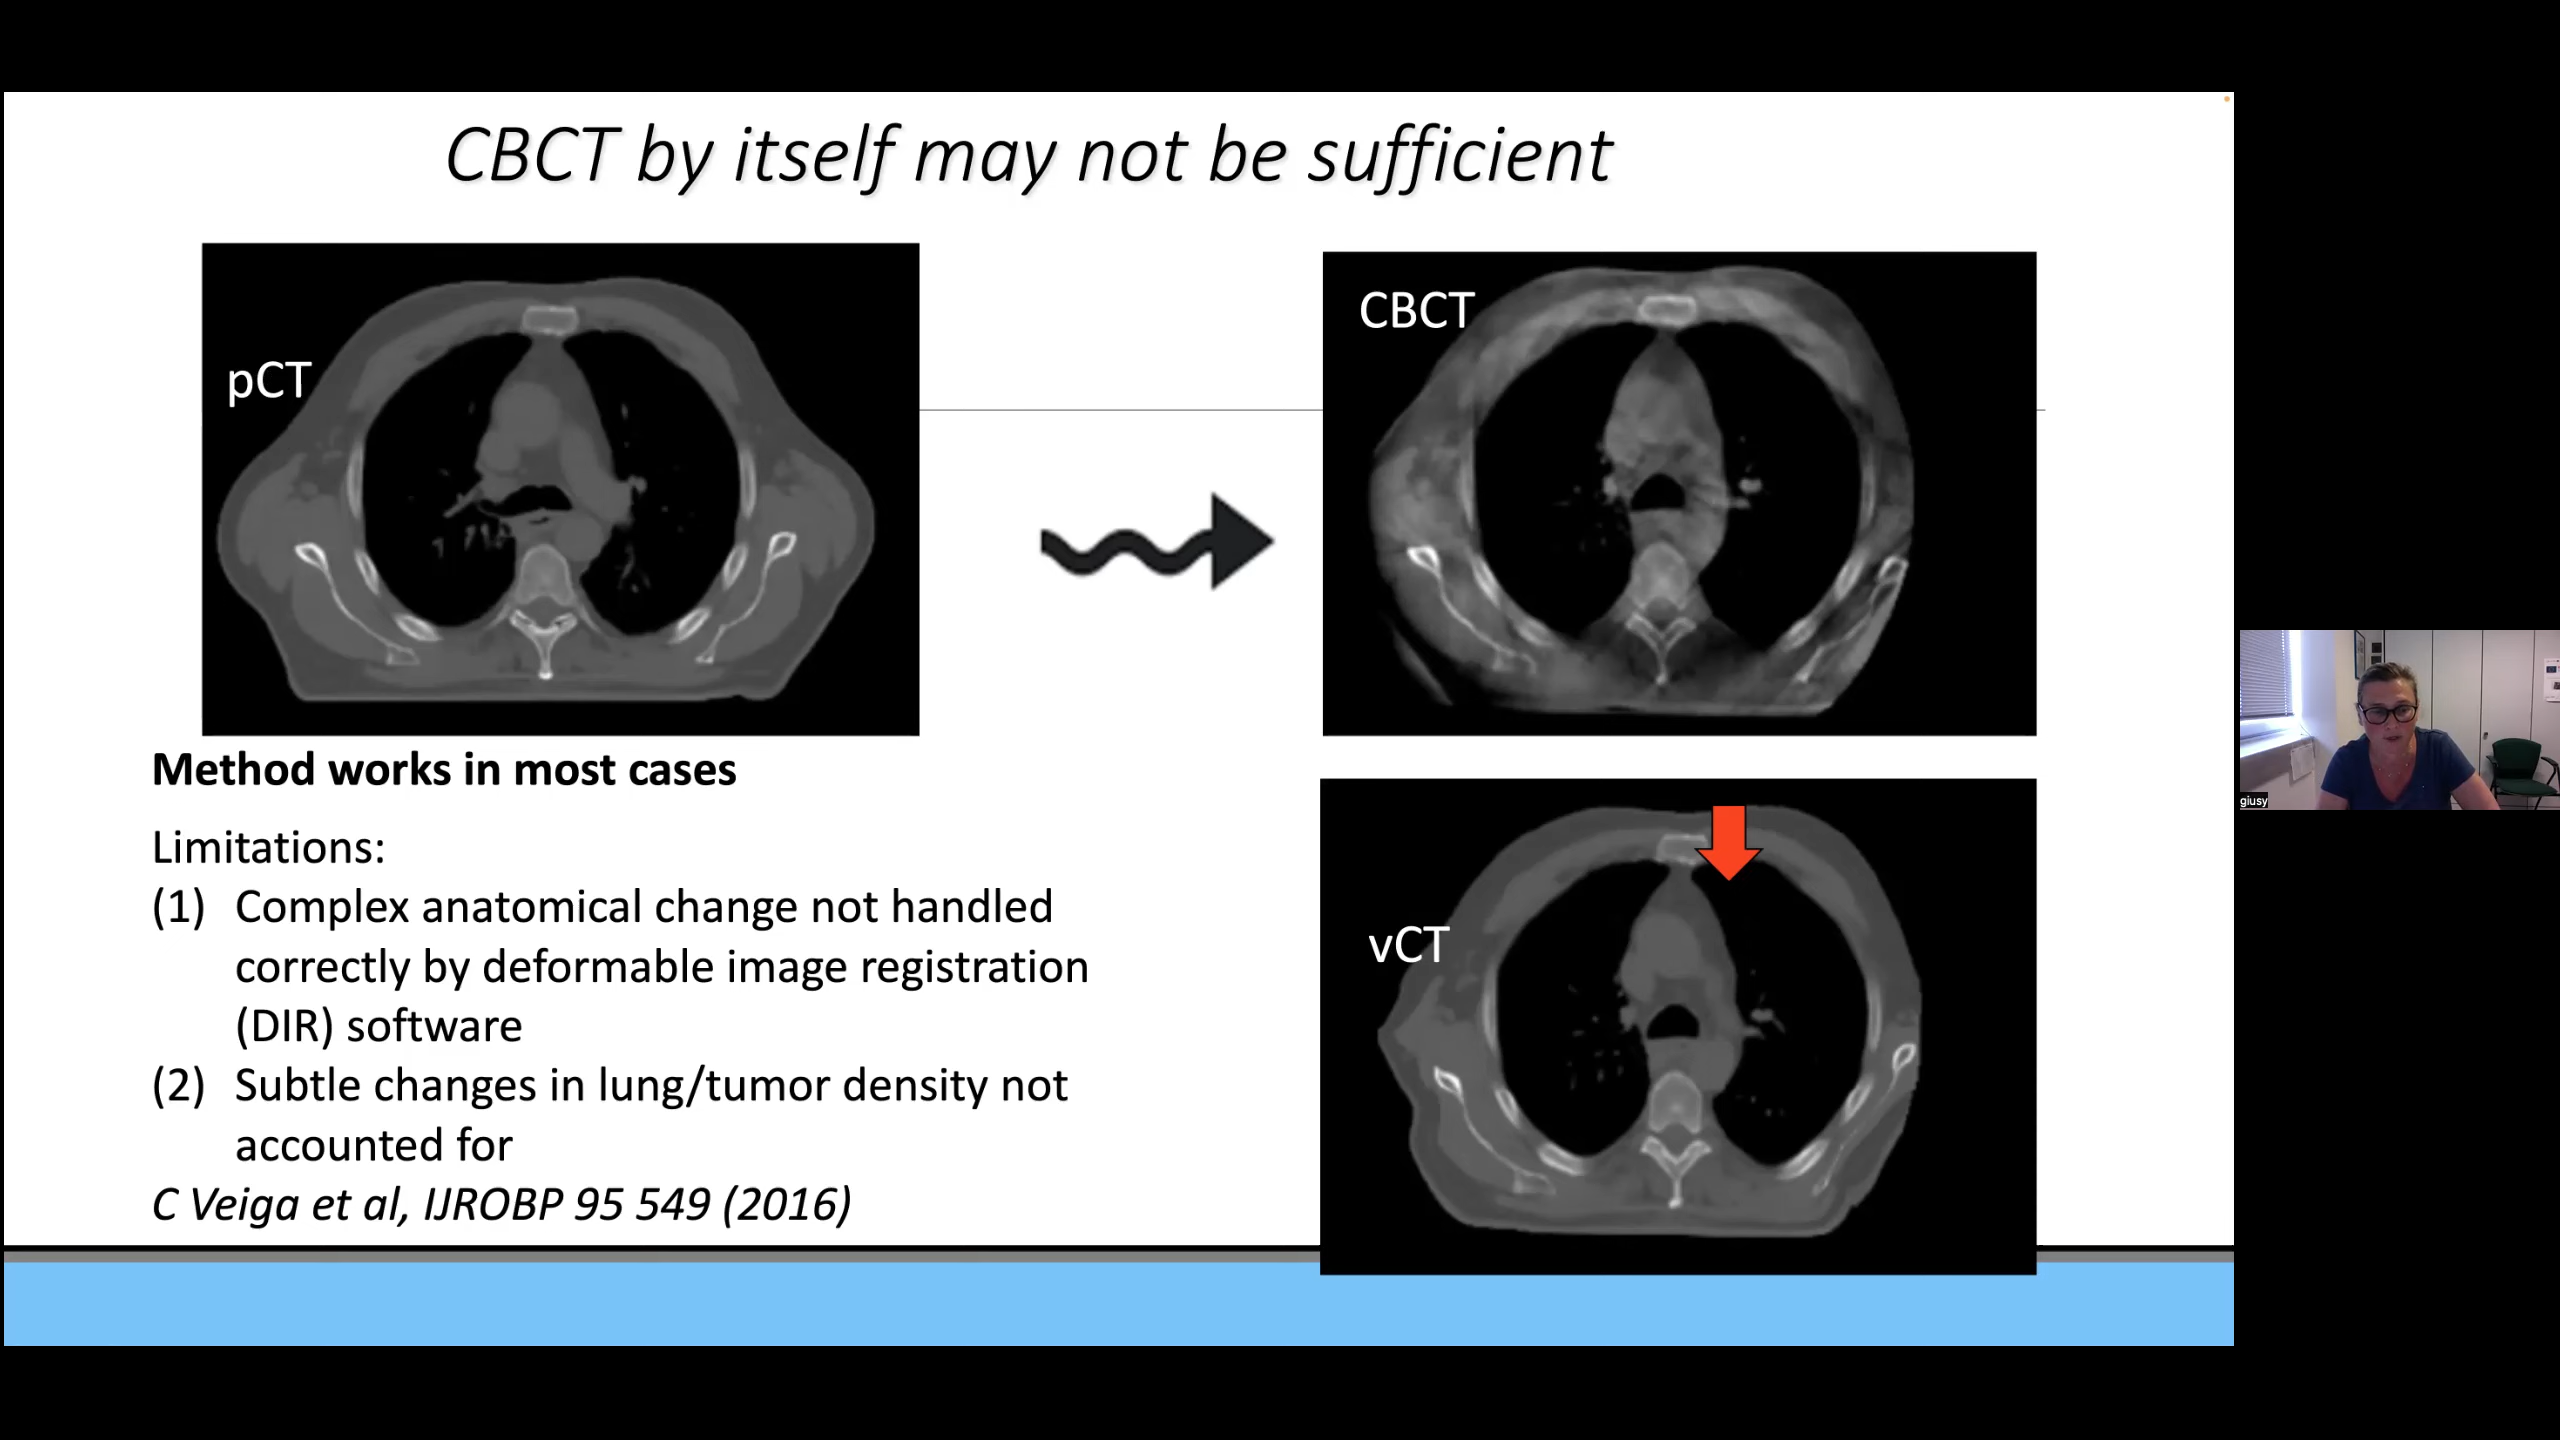 CBCT by itself may not be sufficient
pCT
CBCT
Method works in most cases
Limitations:
(1) Complex anatomical change not handled
correctly by deformable image registration
(DIR) software
(2) Subtle changes in lung/tumor density not
accounted for
C Veiga et al, IJROBP 95 549 (2016)
vCT
giusy